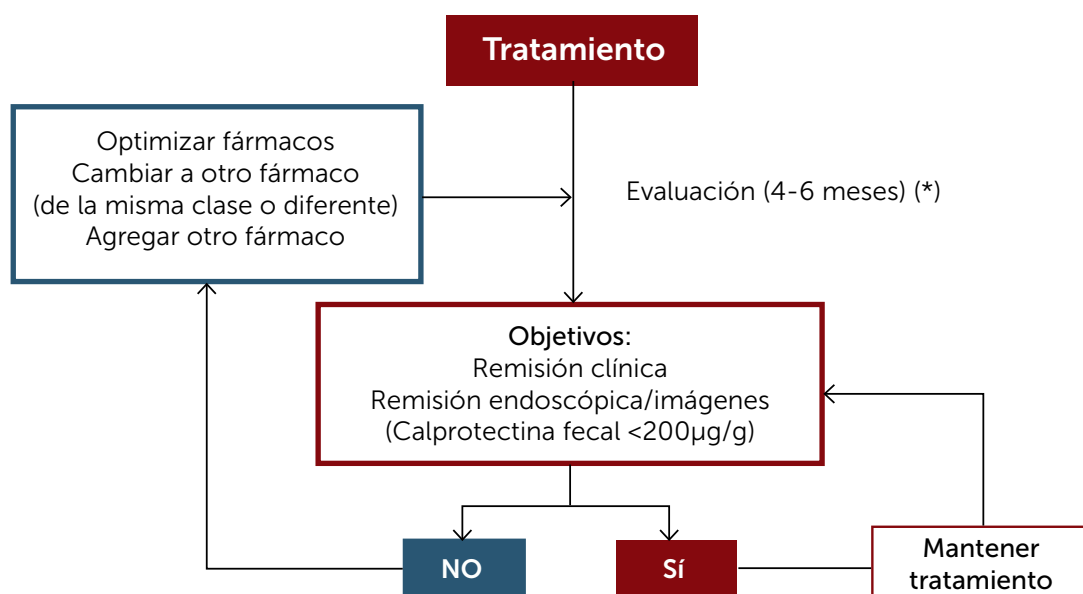 Tratamiento
Optimizar fármacos
Cambiar a otro fármaco
(de la misma clase o diferente)
Agregar otro fármaco
Evaluación (4-6 meses) (*)
Objetivos:
Remisión clínica
Remisión endoscópica/imágenes
(Calprotectina fecal <200µg/g)
NO
Sí
Mantener
tratamiento